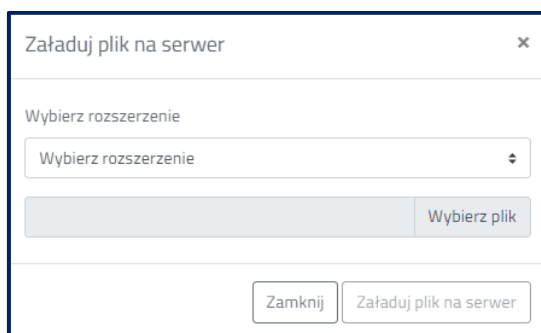 Załaduj plik na serwer ×
Wybierz rozszerzenie
Wybierz rozszerzenie
Wybierz plik
Zamknij Załaduj plik na serwer